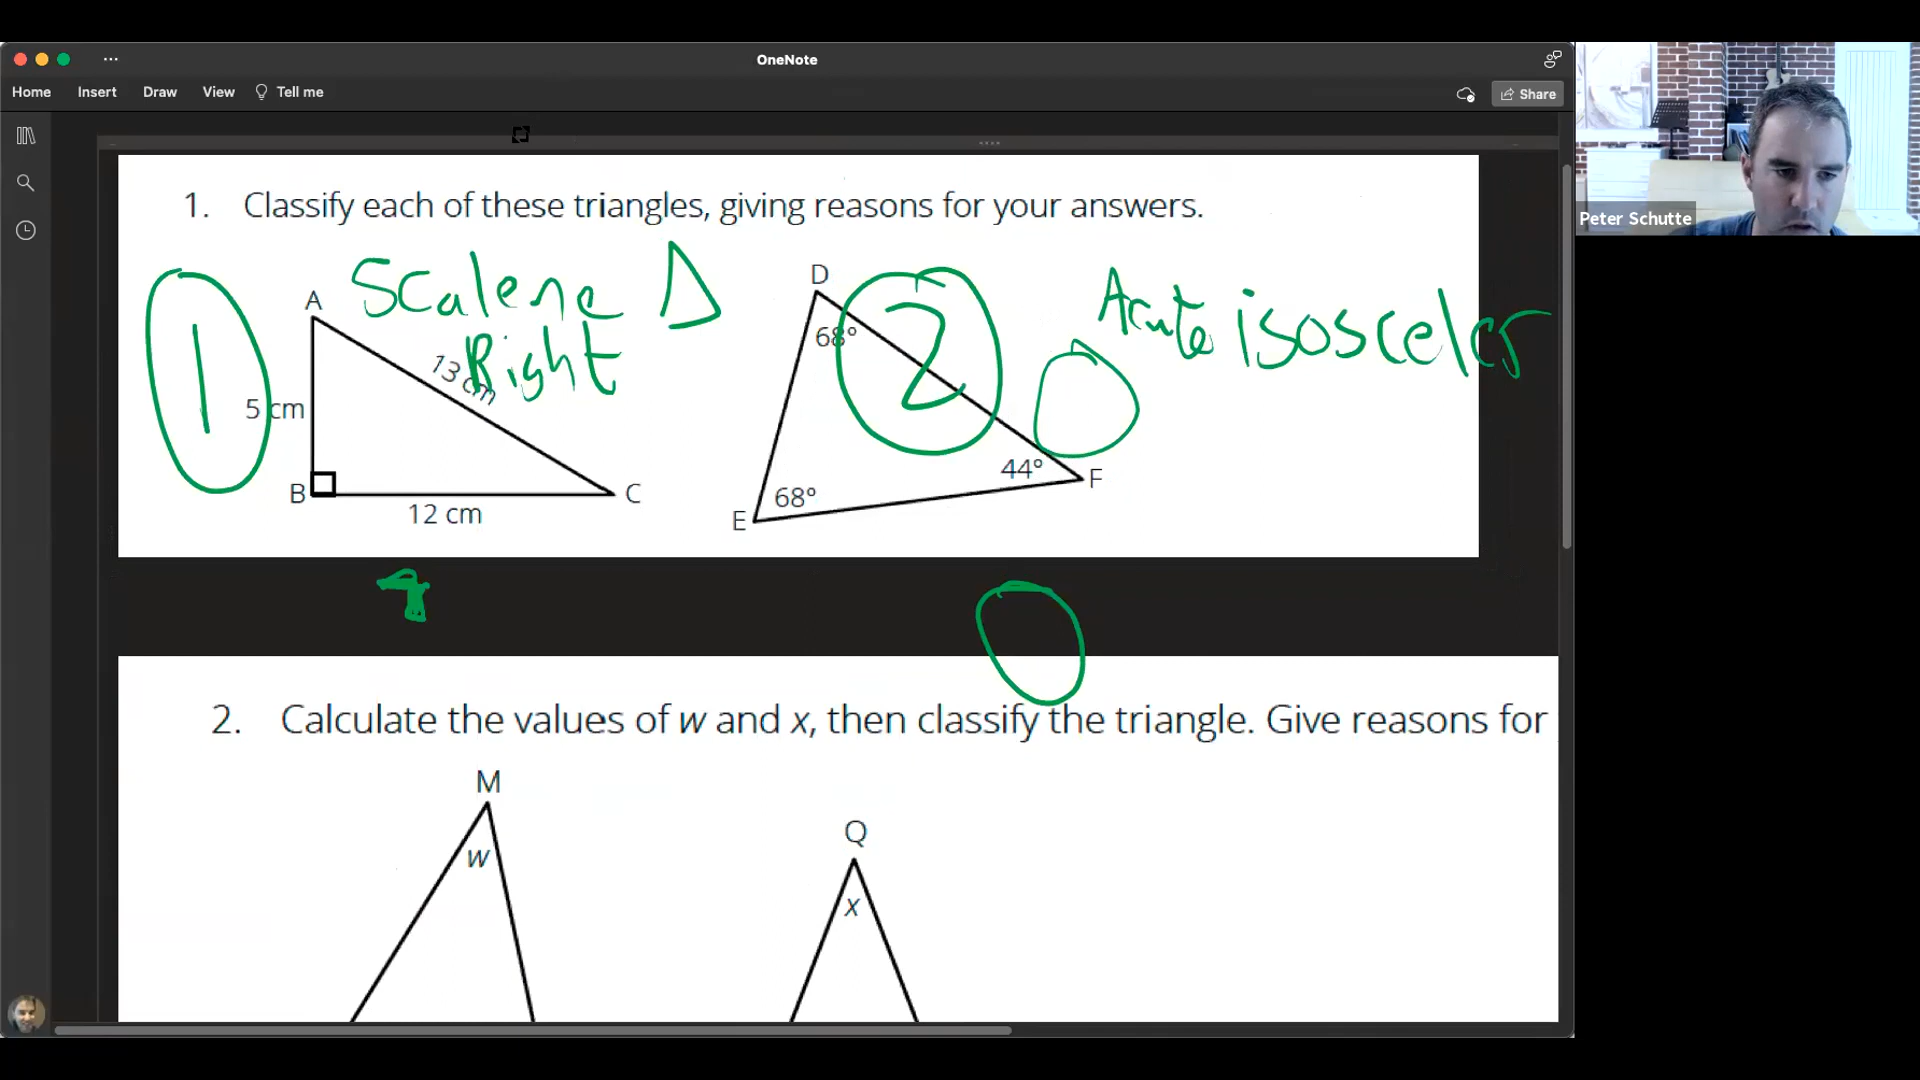 OneNote
Home Insert Draw View Tell me
Share
Peter Schutte
1. Classify each of these triangles, giving reasons for your answers.
Scalene Δ
Right
1
A
13 cm
5 cm
B
C
12 cm
Acute isosceles
2
D
68°
44°
F
68°
E
2. Calculate the values of w and x, then classify the triangle. Give reasons for
M
w
Q
x